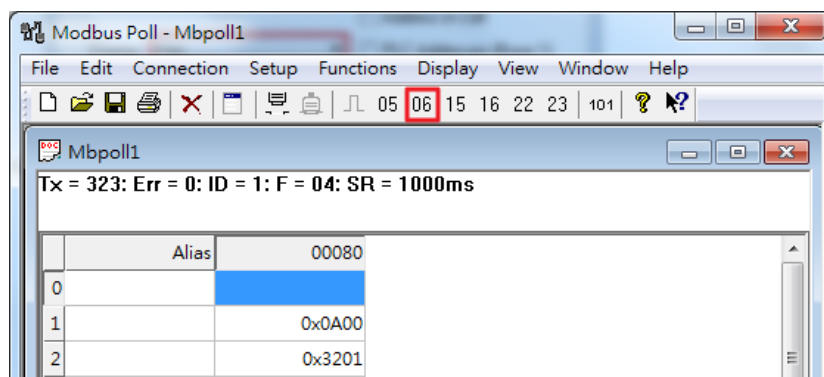 Modbus Poll - Mbpoll1
File Edit Connection Setup Functions Display View Window Help
05 06 15 16 22 23 101
Mbpoll1
Tx = 323: Err = 0: ID = 1: F = 04: SR = 1000ms
Alias 00080
0
1 0x0A00
2 0x3201